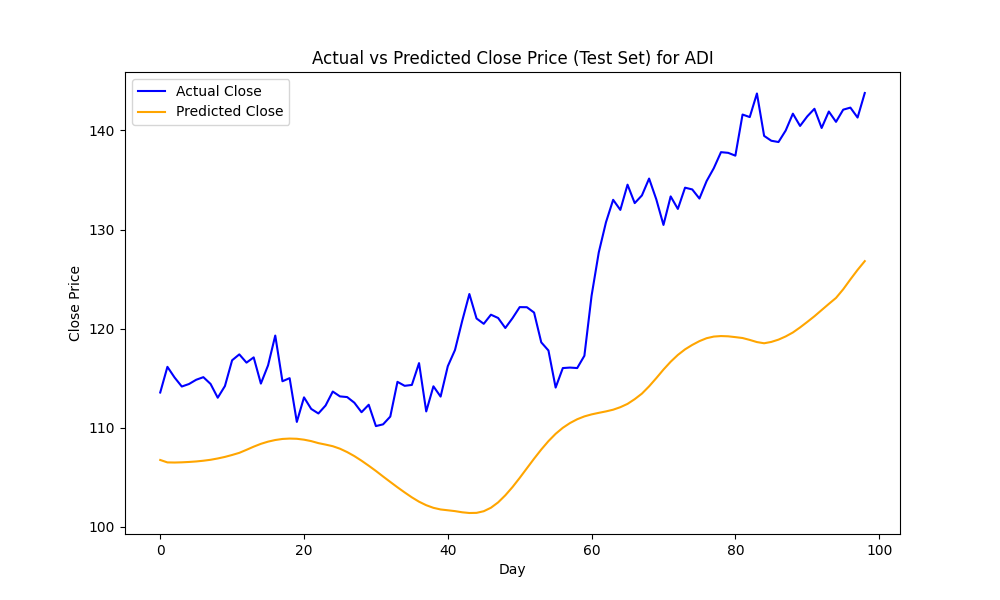 Actual vs Predicted Close Price (Test Set) for ADI
Actual Close
Predicted Close
140
130
120
110
100
Close Price
0 20 40 60 80 100
Day